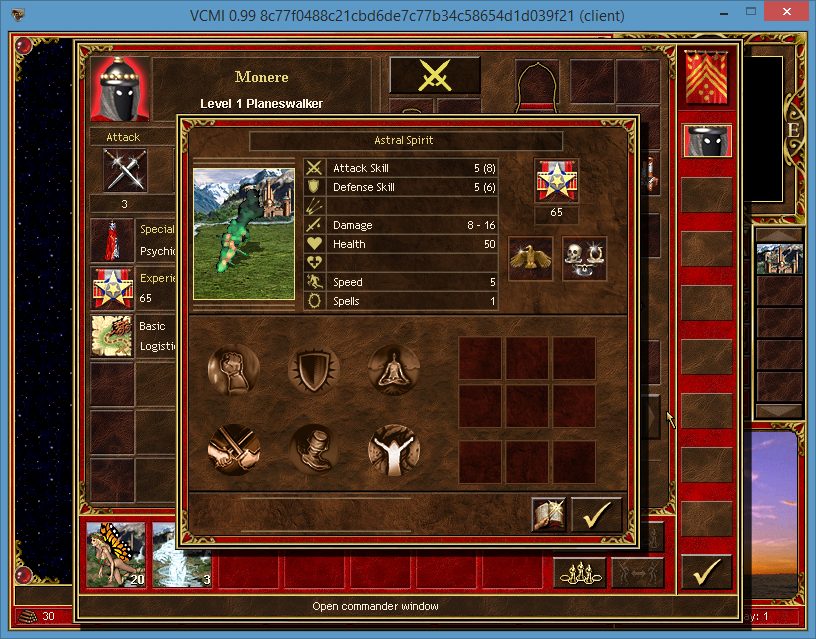 VCMI 0.99 8c77f0488c21cbd6de7c77b34c58654d1d039f21 (client)
Monere
Level 1 Planeswalker
Attack
3
Special
Psychic
Experie
65
Basic
Logistic
Astral Spirit
Attack Skill 5 (8)
Defense Skill 5 (6)
Damage 8 - 16
Health 50
Speed 5
Spells 1
65
E
20
3
Open commander window
30
ay: 1